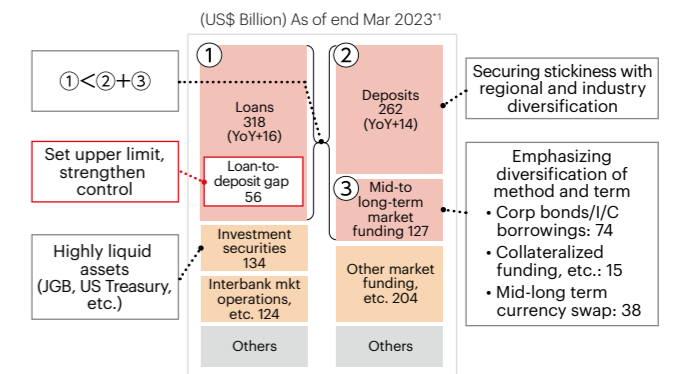 (US$ Billion) As of end Mar 2023*1
①<②+③
Set upper limit,
strengthen
control
Highly liquid
assets
(JGB, US Treasury,
etc.)
①
Loans
318
(YoY+16)
Loan-to-
deposit gap
56
Investment
securities
134
Interbank mkt
operations,
etc. 124
Others
②
Deposits
262
(YoY+14)
③
Mid-to
long-term
market
funding 127
Other market
funding,
etc. 204
Others
Securing stickiness with
regional and industry
diversification
Emphasizing
diversification of
method and term
• Corp bonds/I/C
borrowings: 74
• Collateralized
funding, etc.: 15
• Mid-long term
currency swap: 38